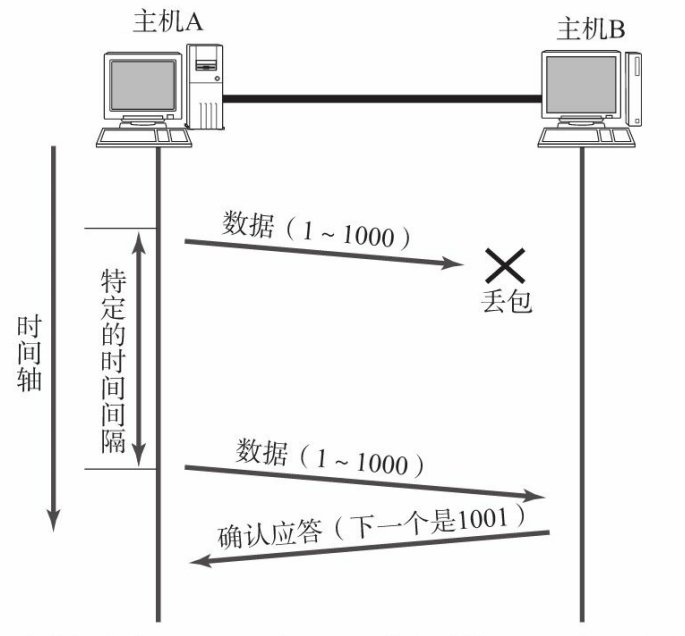 主机A
主机B
数据（1～1000）
丢包
特定的时间间隔
时间轴
数据（1～1000）
确认应答（下一个是1001）